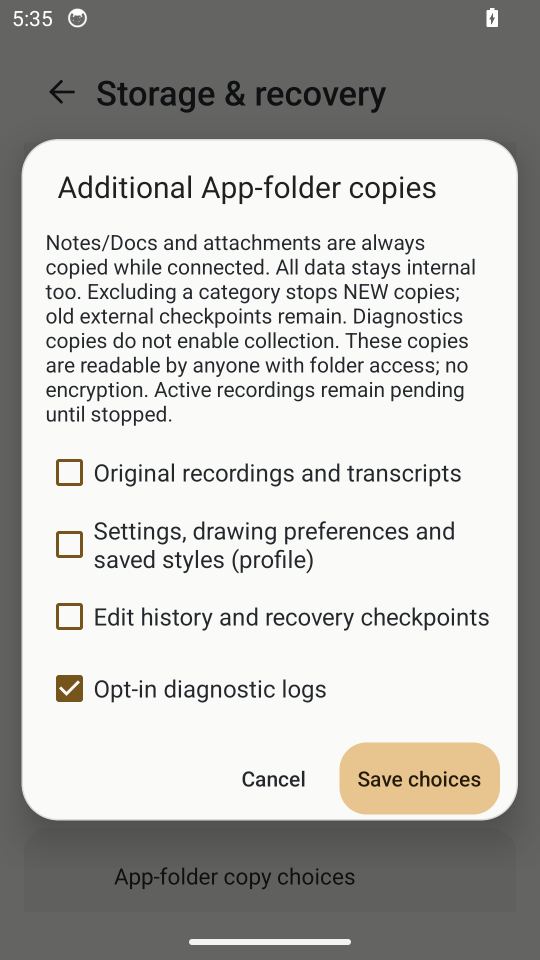 5:35
Storage & recovery
Additional App-folder copies
Notes/Docs and attachments are always
copied while connected. All data stays internal
too. Excluding a category stops NEW copies;
old external checkpoints remain. Diagnostics
copies do not enable collection. These copies
are readable by anyone with folder access; no
encryption. Active recordings remain pending
until stopped.
Original recordings and transcripts
Settings, drawing preferences and
saved styles (profile)
Edit history and recovery checkpoints
Opt-in diagnostic logs
Cancel Save choices
App-folder copy choices